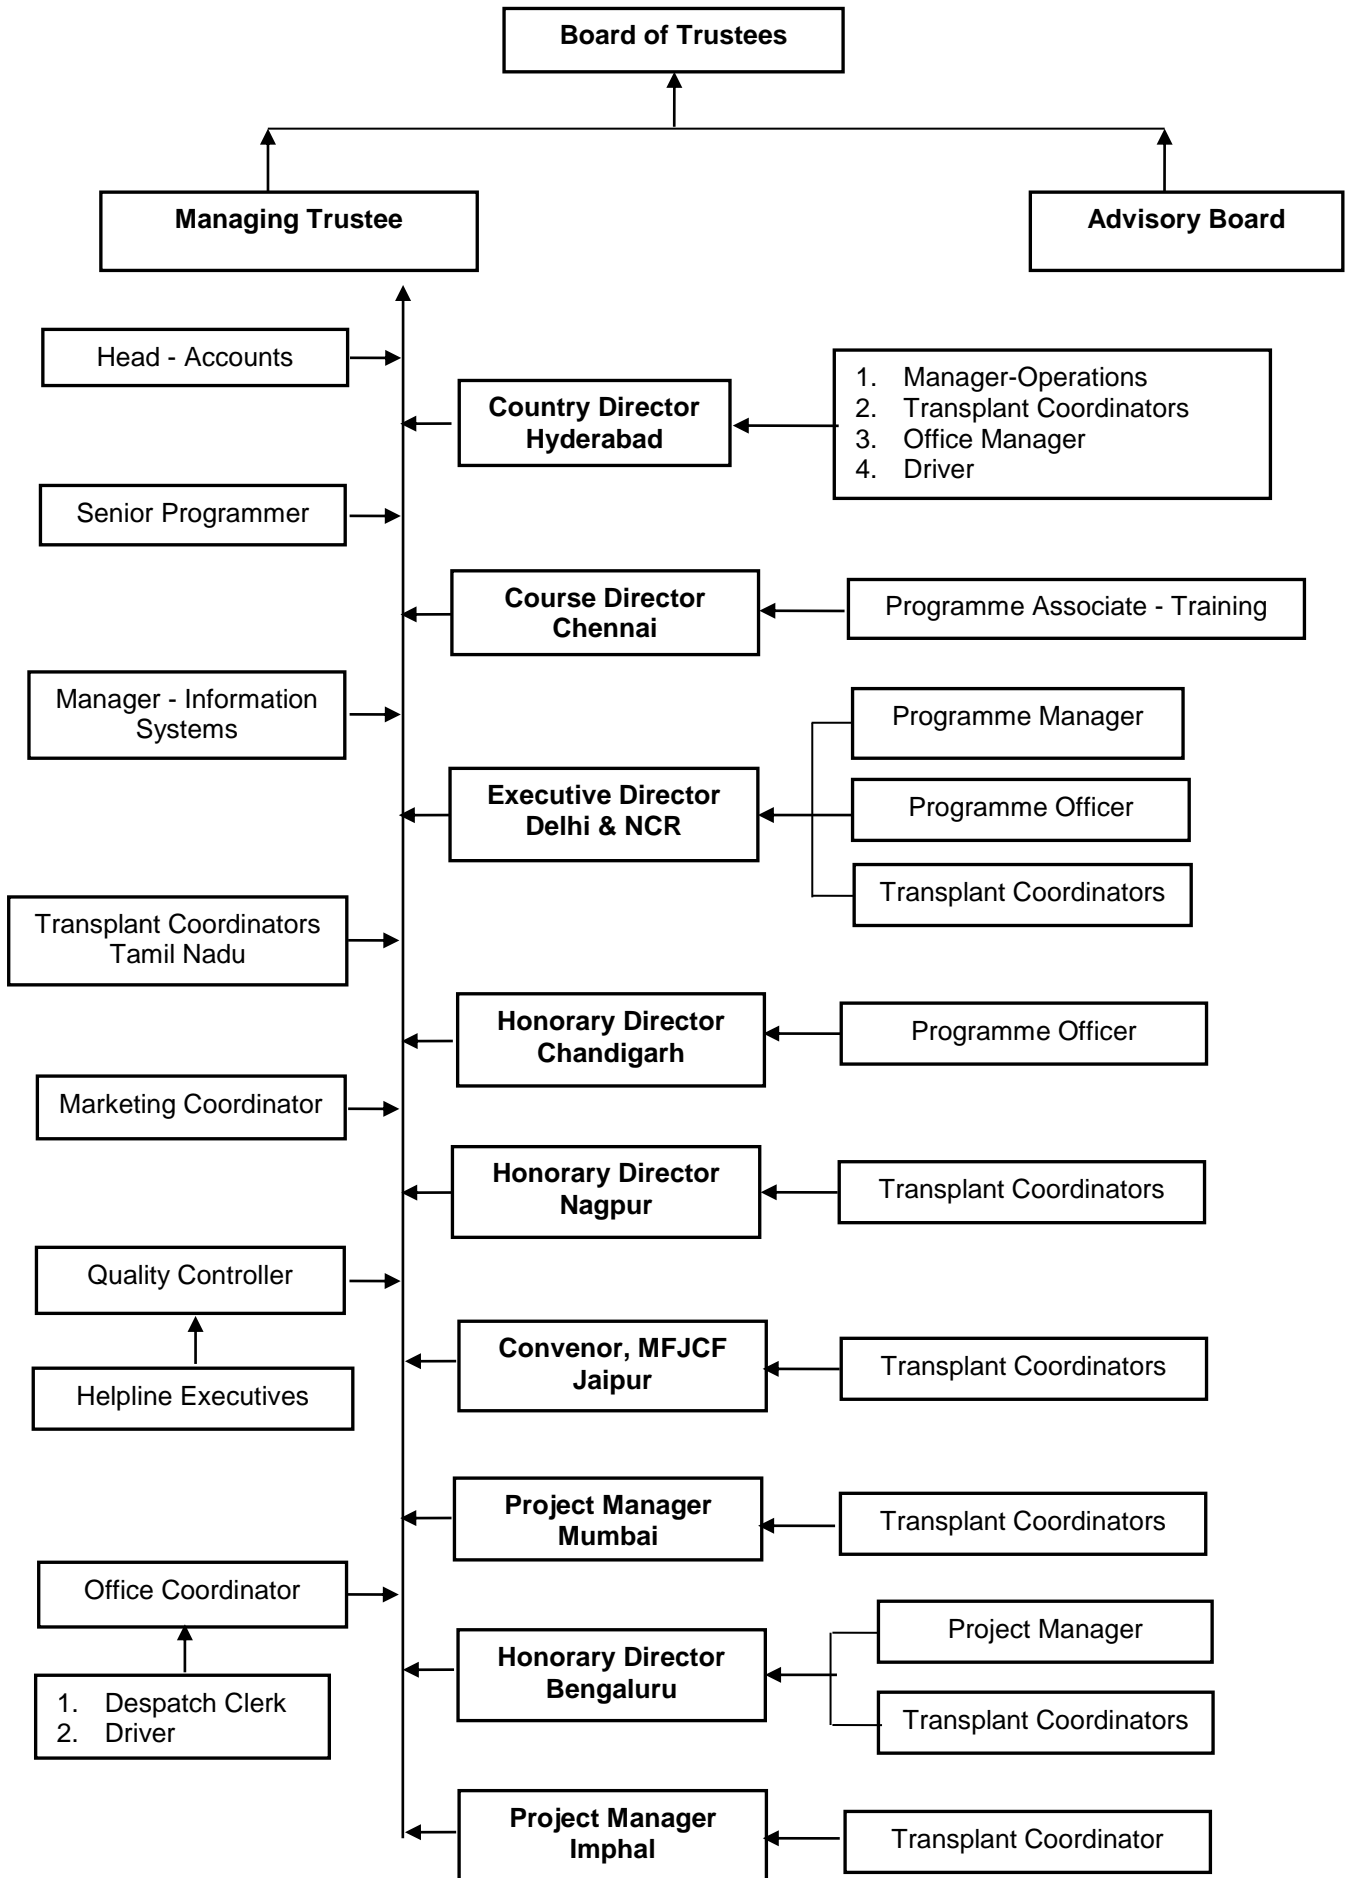 Board of Trustees
Managing Trustee
Advisory Board
Head - Accounts
Country Director
Hyderabad
1. Manager-Operations
2. Transplant Coordinators
3. Office Manager
4. Driver
Senior Programmer
Course Director
Chennai
Programme Associate - Training
Manager - Information
Systems
Executive Director
Delhi & NCR
Programme Manager
Programme Officer
Transplant Coordinators
Transplant Coordinators
Tamil Nadu
Honorary Director
Chandigarh
Programme Officer
Marketing Coordinator
Honorary Director
Nagpur
Transplant Coordinators
Quality Controller
Helpline Executives
Convenor, MFJCF
Jaipur
Transplant Coordinators
Project Manager
Mumbai
Transplant Coordinators
Office Coordinator
1. Despatch Clerk
2. Driver
Honorary Director
Bengaluru
Project Manager
Transplant Coordinators
Project Manager
Imphal
Transplant Coordinator